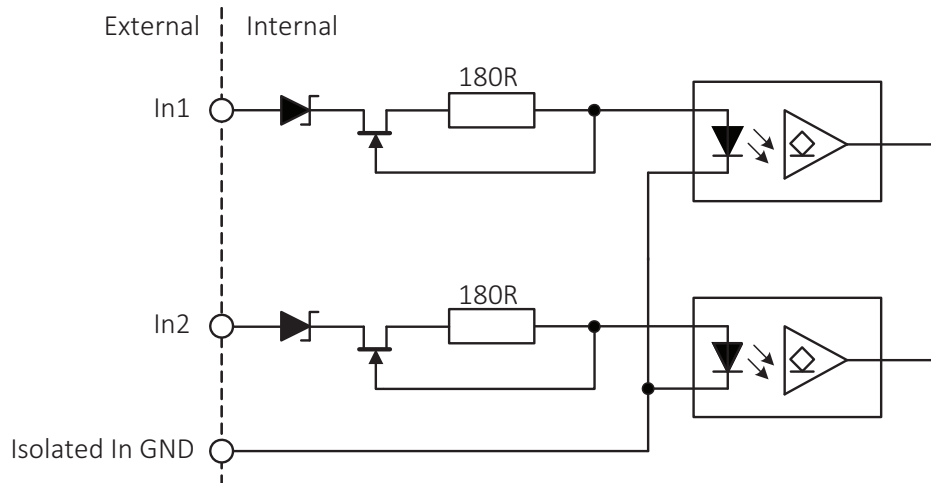 External
Internal
180R
In1
180R
In2
Isolated In GND